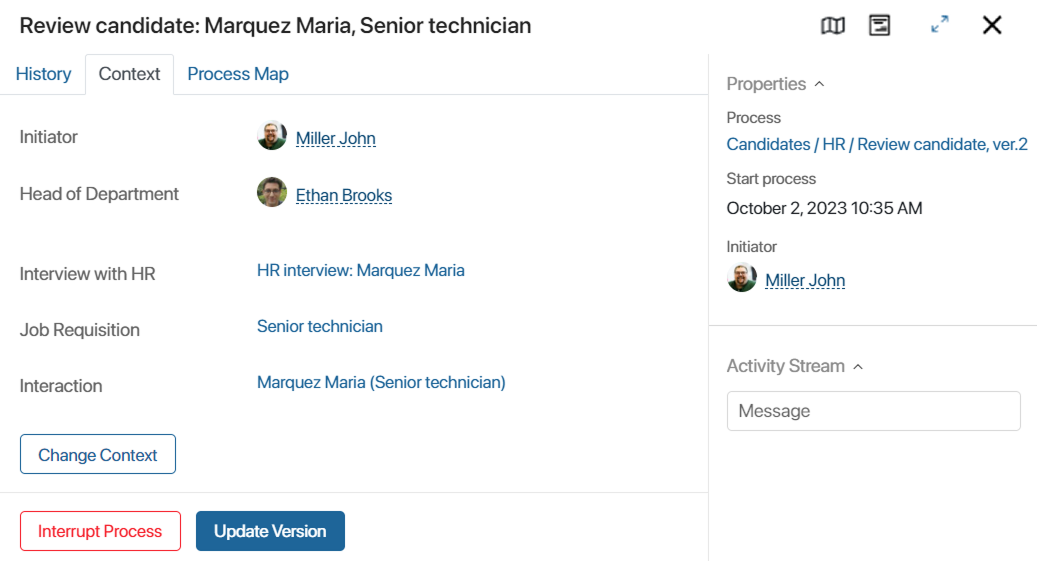 Review candidate: Marquez Maria, Senior technician
History Context Process Map
Initiator Miller John
Head of Department Ethan Brooks
Interview with HR HR interview: Marquez Maria
Job Requisition Senior technician
Interaction Marquez Maria (Senior technician)
Change Context
Interrupt Process Update Version
Properties
Process
Candidates / HR / Review candidate, ver.2
Start process
October 2, 2023 10:35 AM
Initiator
Miller John
Activity Stream
Message